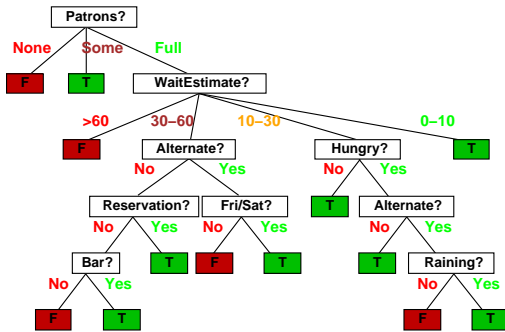 Patrons?
None Some Full
F T WaitEstimate?
>60 30–60 10–30 0–10
F Alternate? Hungry? T
No Yes No Yes
Reservation? Fri/Sat? T Alternate?
No Yes No Yes No Yes
Bar? T F T T Raining?
No Yes No Yes
F T F T